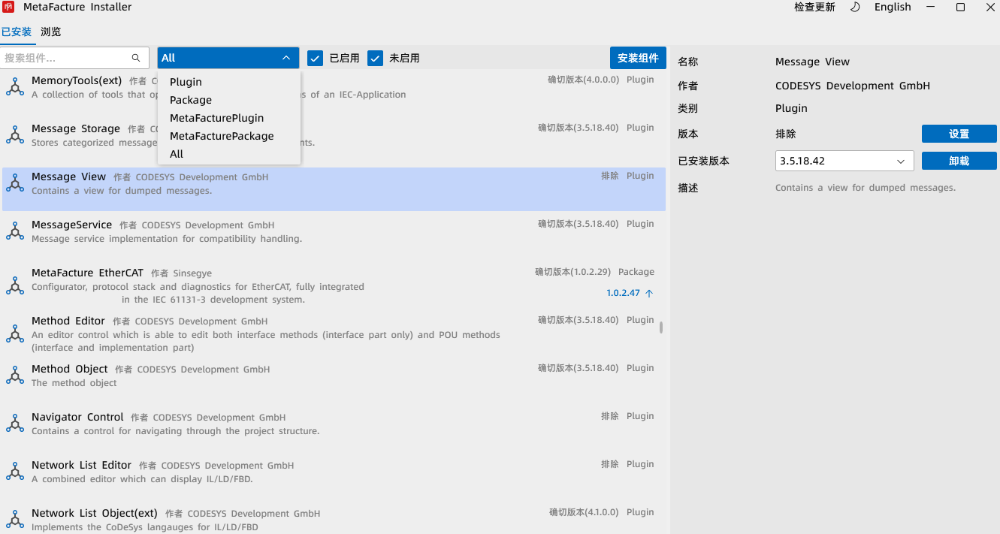 MetaFacture Installer
检查更新 English
已安装 浏览
搜索组件... All 已启用 未启用 安装组件
Plugin
Package
MetaFacturePlugin
MetaFacturePackage
All
MemoryTools(ext) 作者 C 确切版本(4.0.0.0) Plugin
A collection of tools that op s of an IEC-Application
Message Storage 作者 CO 确切版本(3.5.18.40) Plugin
Stores categorized message nts.
Message View 作者 CODESYS Development GmbH 排除 Plugin
Contains a view for dumped messages.
MessageService 作者 CODESYS Development GmbH 确切版本(3.5.18.40) Plugin
Message service implementation for compatibility handling.
MetaFacture EtherCAT 作者 Sinsegye 确切版本(1.0.2.29) Package
Configurator, protocol stack and diagnostics for EtherCAT, fully integrated
in the IEC 61131-3 development system.
1.0.2.47
Method Editor 作者 CODESYS Development GmbH 确切版本(3.5.18.40) Plugin
An editor control which is able to edit both interface methods (interface part only) and POU methods
(interface and implementation part)
Method Object 作者 CODESYS Development GmbH 确切版本(3.5.18.40) Plugin
The method object
Navigator Control 作者 CODESYS Development GmbH 排除 Plugin
Contains a control for navigating through the project structure.
Network List Editor 作者 CODESYS Development GmbH 排除 Plugin
A combined editor which can display IL/LD/FBD.
Network List Object(ext) 作者 CODESYS Development GmbH 确切版本(4.1.0.0) Plugin
Implements the CoDeSys langauges for IL/LD/FBD
名称 Message View
作者 CODESYS Development GmbH
类别 Plugin
版本 排除 设置
已安装版本 3.5.18.42 卸载
描述 Contains a view for dumped messages.